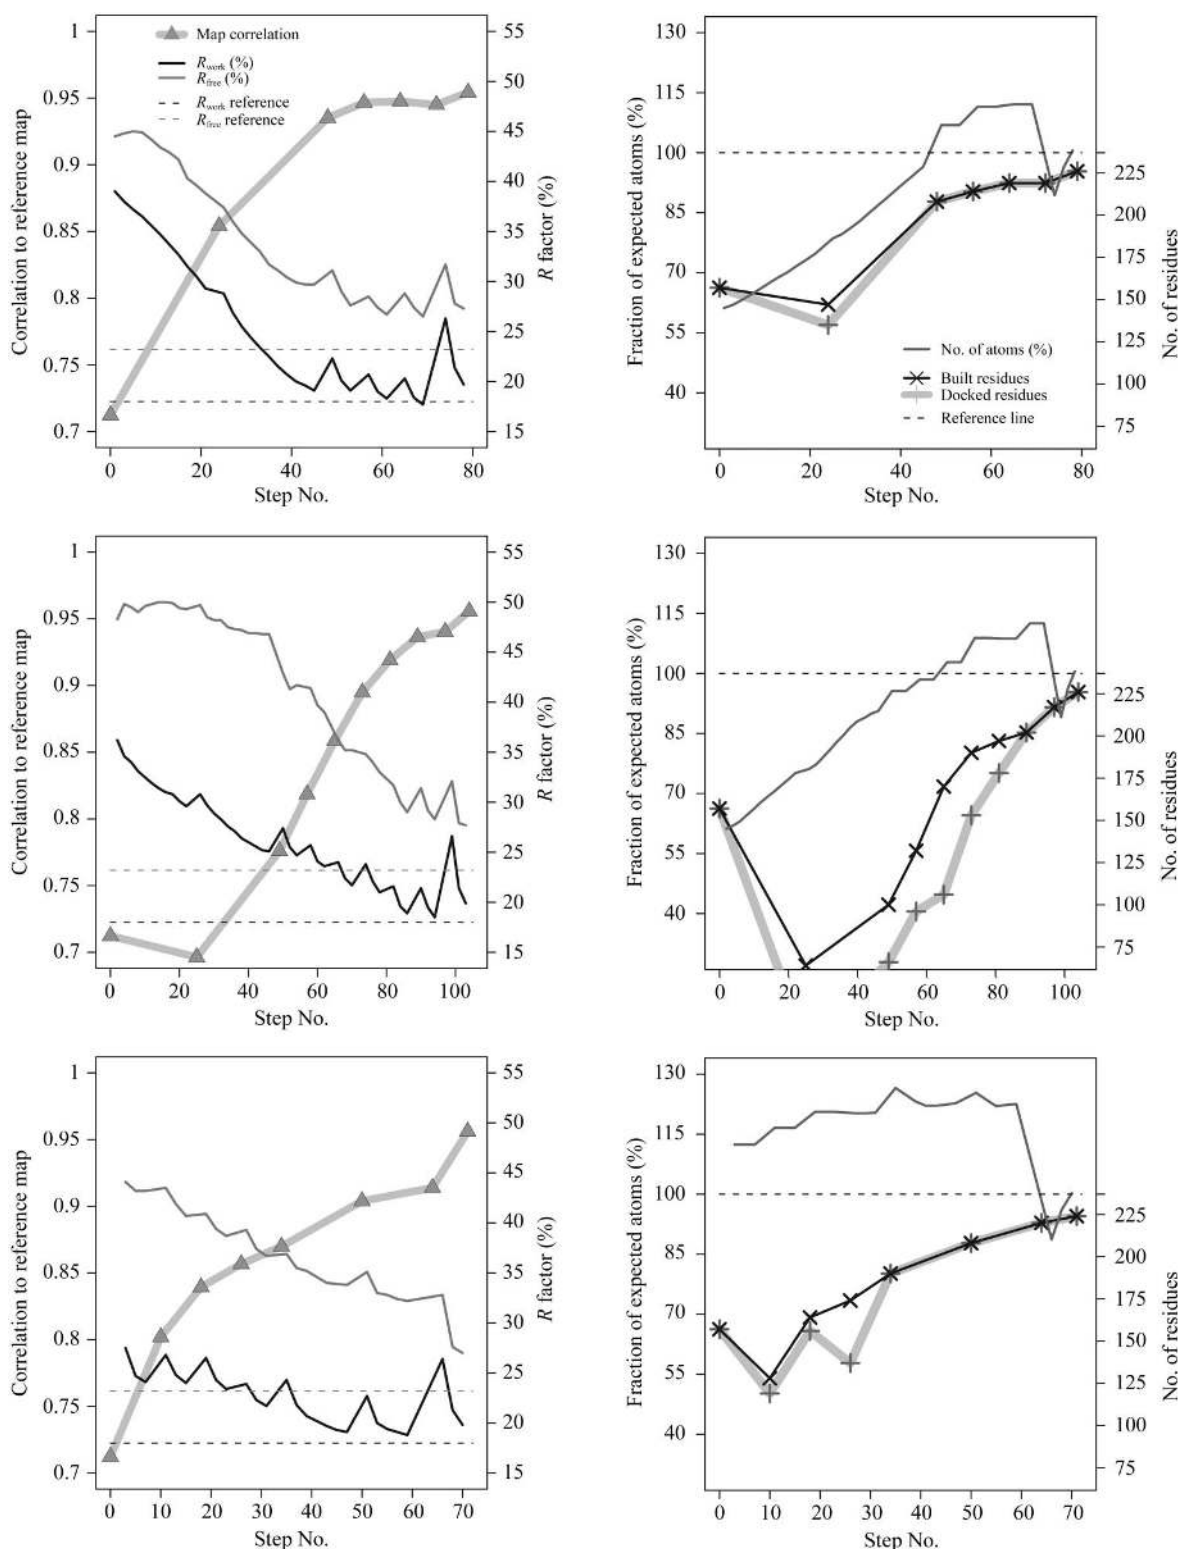 1
0.95
0.9
0.85
0.8
0.75
0.7
Correlation to reference map
Map correlation
Rwork (%)
Rfree (%)
Rwork reference
Rfree reference
55
50
45
40
35
30
25
20
15
R factor (%)
0 20 40 60 80
Step No.
130
115
100
85
70
55
40
Fraction of expected atoms (%)
No. of atoms (%)
Built residues
Docked residues
Reference line
225
200
175
150
125
100
75
No. of residues
0 20 40 60 80
Step No.
1
0.95
0.9
0.85
0.8
0.75
0.7
Correlation to reference map
55
50
45
40
35
30
25
20
15
R factor (%)
0 20 40 60 80 100
Step No.
130
115
100
85
70
55
40
Fraction of expected atoms (%)
225
200
175
150
125
100
75
No. of residues
0 20 40 60 80 100
Step No.
1
0.95
0.9
0.85
0.8
0.75
0.7
Correlation to reference map
55
50
45
40
35
30
25
20
15
R factor (%)
0 10 20 30 40 50 60 70
Step No.
130
115
100
85
70
55
40
Fraction of expected atoms (%)
225
200
175
150
125
100
75
No. of residues
0 10 20 30 40 50 60 70
Step No.